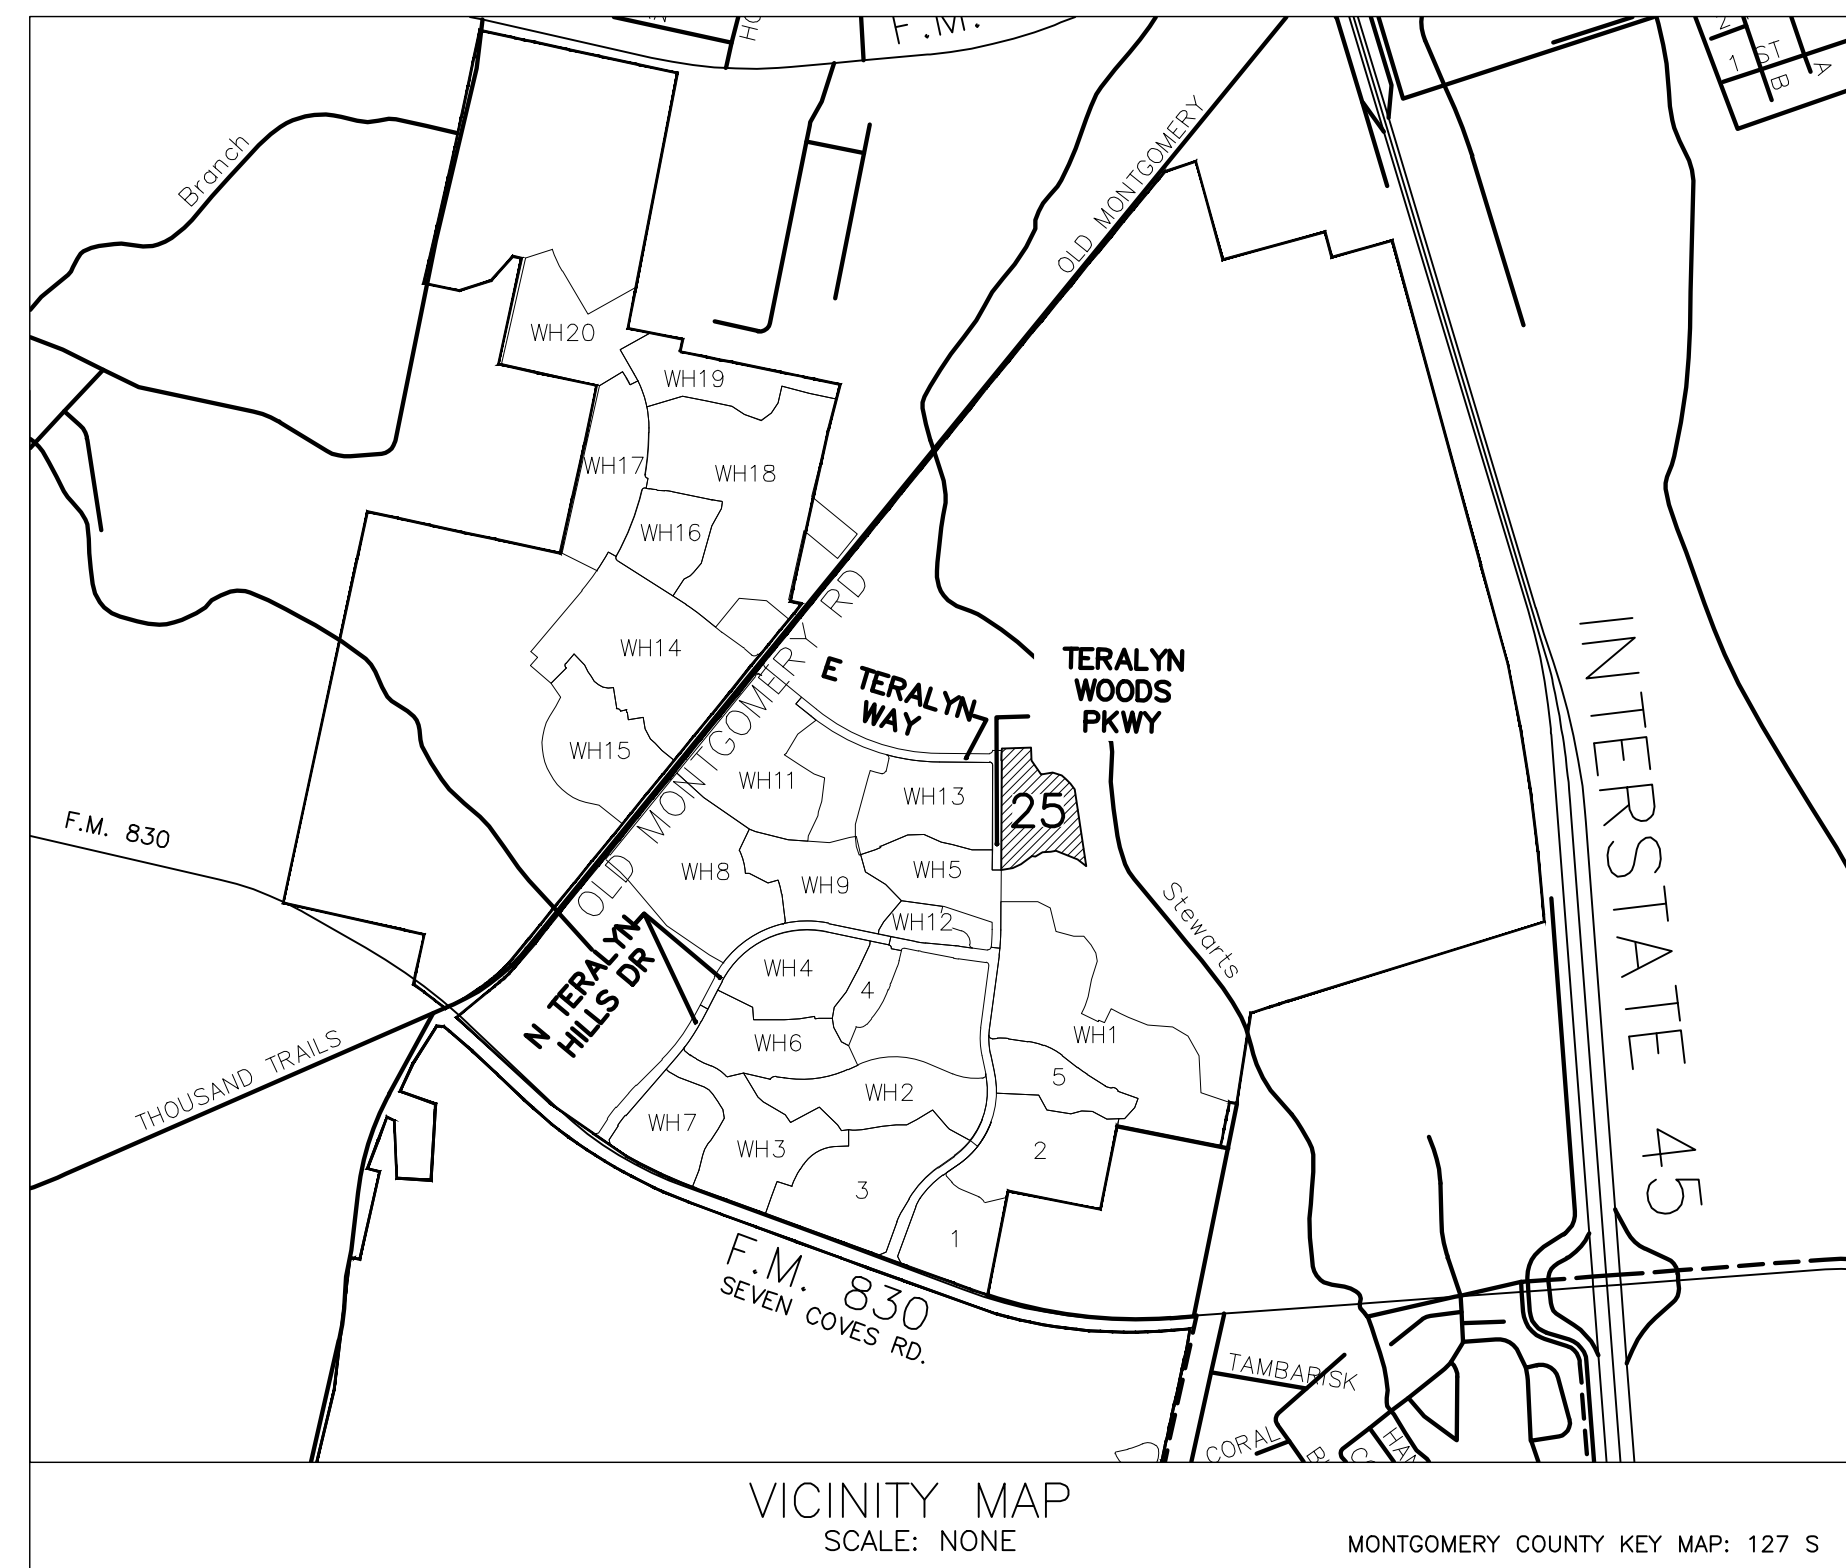 F.M.
1 ST
B
A
Branch
OLD MONTGOMERY
WH20
WH19
WH17
WH18
WH16
OLD MONTGOMERY RD
WH14
E TERALYN
WAY
TERALYN
WOODS
PKWY
INTERSTATE 45
WH15
WH11
WH13
25
F.M. 830
WH8
WH9
WH5
WH12
Stewarts
N TERALYN
HILLS DR
WH4
4
WH6
WH1
5
THOUSAND TRAILS
WH2
WH7
WH3
2
3
1
F.M. 830
SEVEN COVES RD.
TAMBARISK
CORAL
VICINITY MAP
SCALE: NONE
MONTGOMERY COUNTY KEY MAP: 127 S